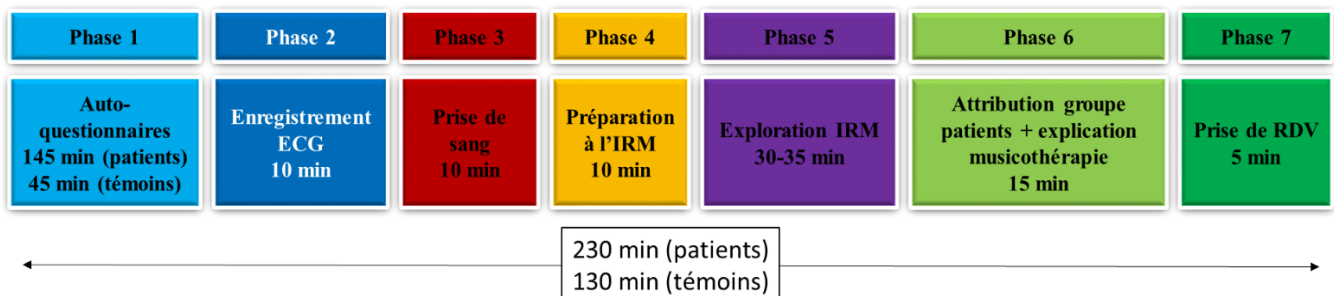 Phase 1
Phase 2
Phase 3
Phase 4
Phase 5
Phase 6
Phase 7
Auto-
questionnaires
145 min (patients)
45 min (témoins)
Enregistrement
ECG
10 min
Prise de
sang
10 min
Préparation
à l’IRM
10 min
Exploration IRM
30-35 min
Attribution groupe
patients + explication
musicothérapie
15 min
Prise de RDV
5 min
230 min (patients)
130 min (témoins)